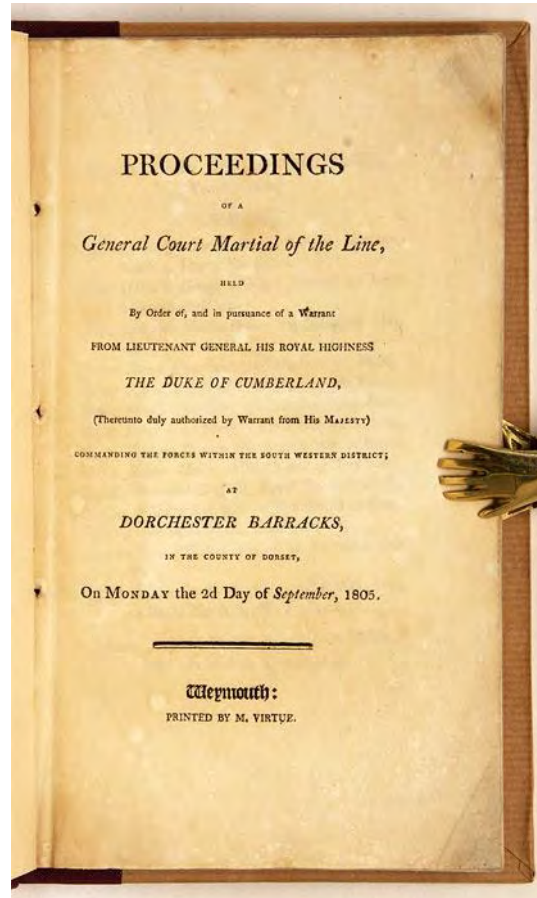 PROCEEDINGS
OF A
General Court Martial of the Line,
HELD
By Order of, and in pursuance of a Warrant
FROM LIEUTENANT GENERAL HIS ROYAL HIGHNESS
THE DUKE OF CUMBERLAND,
(Thereunto duly authorized by Warrant from His MAJESTY)
COMMANDING THE FORCES WITHIN THE SOUTH WESTERN DISTRICT;
AT
DORCHESTER BARRACKS,
IN THE COUNTY OF DORSET,
On MONDAY the 2d Day of September, 1805.
Weymouth:
PRINTED BY M. VIRTUE.